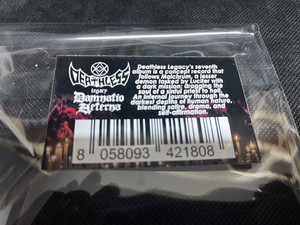 DEATHLESS
legacy
Damnatio
Aeterna
Deathless Legacy's seventh
album is a concept record that
follows Malchrum, a lesser
demon tasked by Lucifer with
a dark mission: dragging the
soul of a sinful priest to hell.
An infernal journey through the
darkest depths of human nature,
blending satire, drama, and
self-affirmation.
8 058093 421808